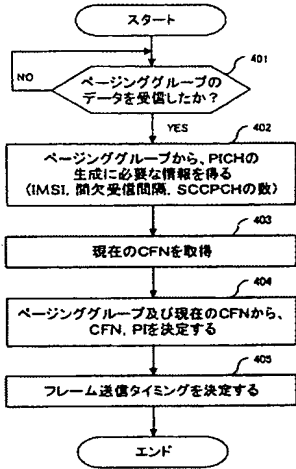 スタート
401
NO
ページンググループの
データを受信したか？
YES
402
ページンググループから、PICHの
生成に必要な情報を得る
(IMSI, 間欠受信間隔, SCCPCHの数)
403
現在のCFNを取得
404
ページンググループ及び現在のCFNから、
CFN, PIを決定する
405
フレーム送信タイミングを決定する
エンド